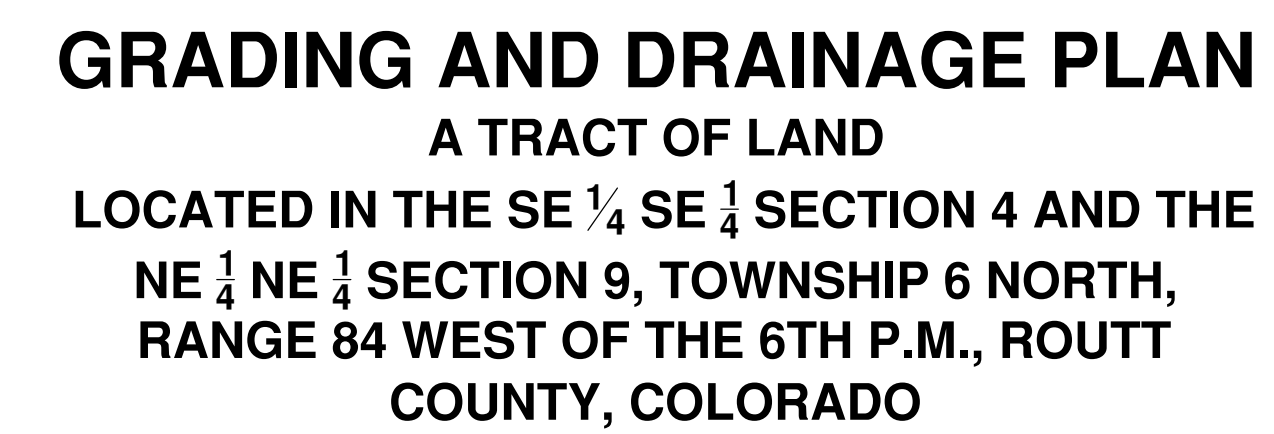 GRADING AND DRAINAGE PLAN
A TRACT OF LAND
LOCATED IN THE SE 1⁄4 SE 1/4 SECTION 4 AND THE
NE 1/4 NE 1/4 SECTION 9, TOWNSHIP 6 NORTH,
RANGE 84 WEST OF THE 6TH P.M., ROUTT
COUNTY, COLORADO